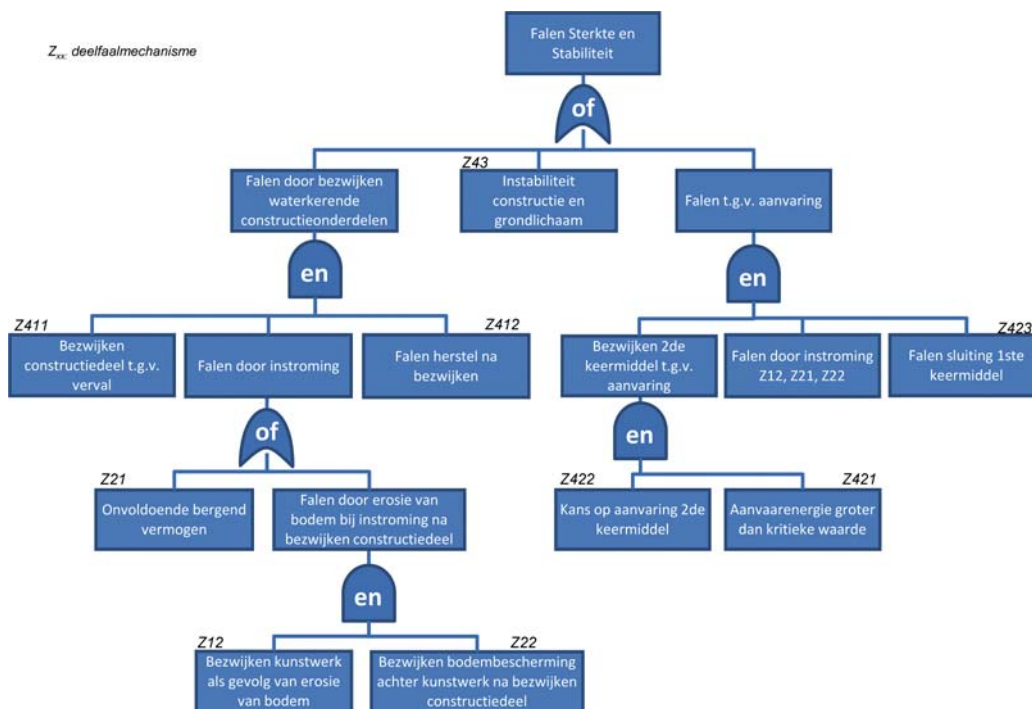 Zxx: deelfaalmechanisme
Falen Sterkte en
Stabiliteit
of
Z43
Falen door bezwijken
waterkerende
constructieonderdelen
Instabiliteit
constructie en
grondlichaam
Falen t.g.v. aanvaring
en
en
Z411
Z412
Z423
Bezwijken
constructiedeel t.g.v.
verval
Falen door instroming
Falen herstel na
bezwijken
Bezwijken 2de
keermiddel t.g.v.
aanvaring
Falen door instroming
Z12, Z21, Z22
Falen sluiting 1ste
keermiddel
of
en
Z21
Z422
Z421
Onvoldoende bergend
vermogen
Falen door erosie van
bodem bij instroming na
bezwijken constructiedeel
Kans op aanvaring 2de
keermiddel
Aanvaarenergie groter
dan kritieke waarde
en
Z12
Z22
Bezwijken kunstwerk
als gevolg van erosie
van bodem
Bezwijken bodembescherming
achter kunstwerk na bezwijken
constructiedeel